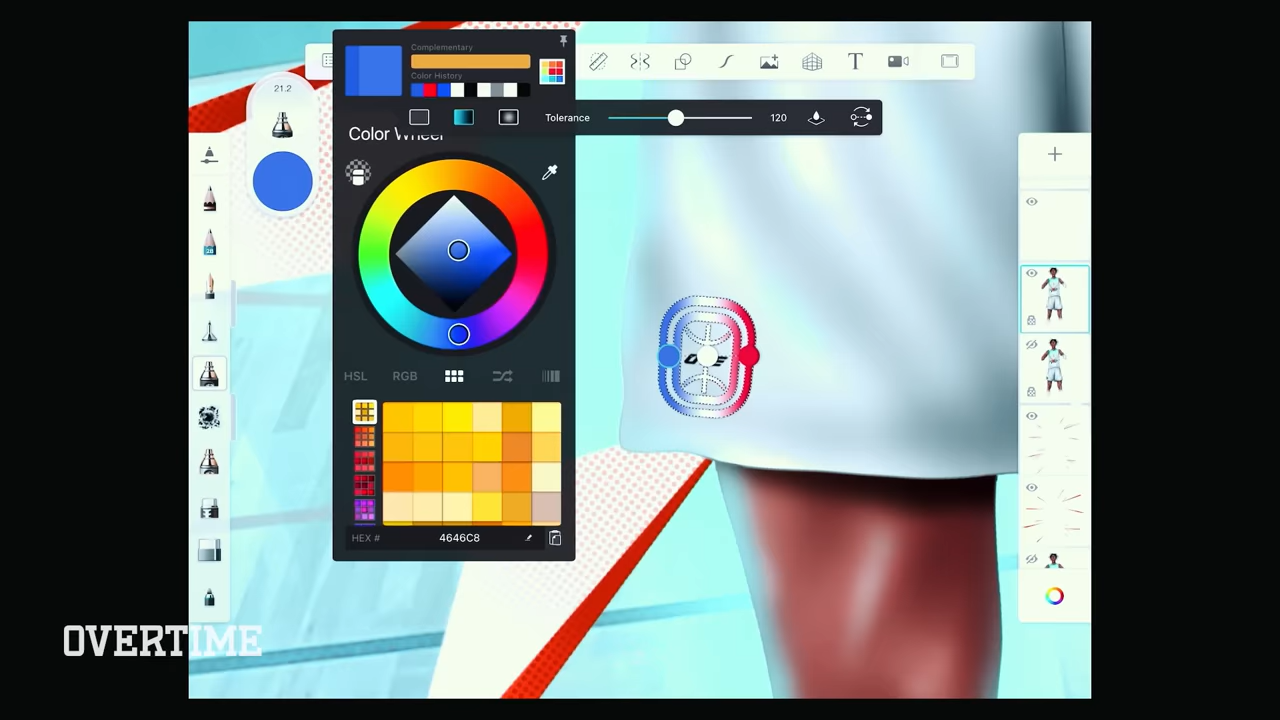 Complementary
Color History
21.2
Tolerance
120
Color Wheel
HSL
RGB
HEX #
4646C8
OVERTIME